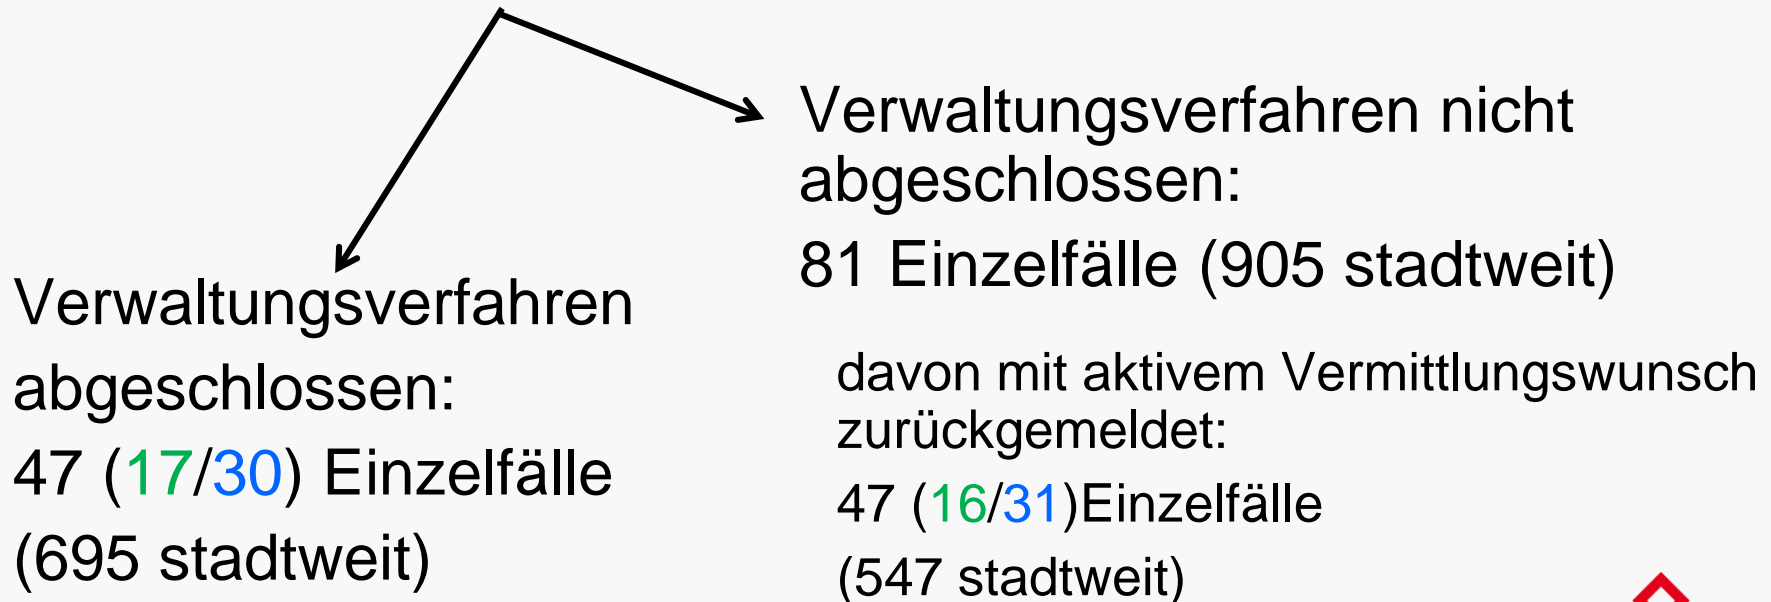 Verwaltungsverfahren
abgeschlossen:
47 (17/30) Einzelfälle
(695 stadtweit)
Verwaltungsverfahren nicht
abgeschlossen:
81 Einzelfälle (905 stadtweit)
davon mit aktivem Vermittlungswunsch
zurückgemeldet:
47 (16/31)Einzelfälle
(547 stadtweit)